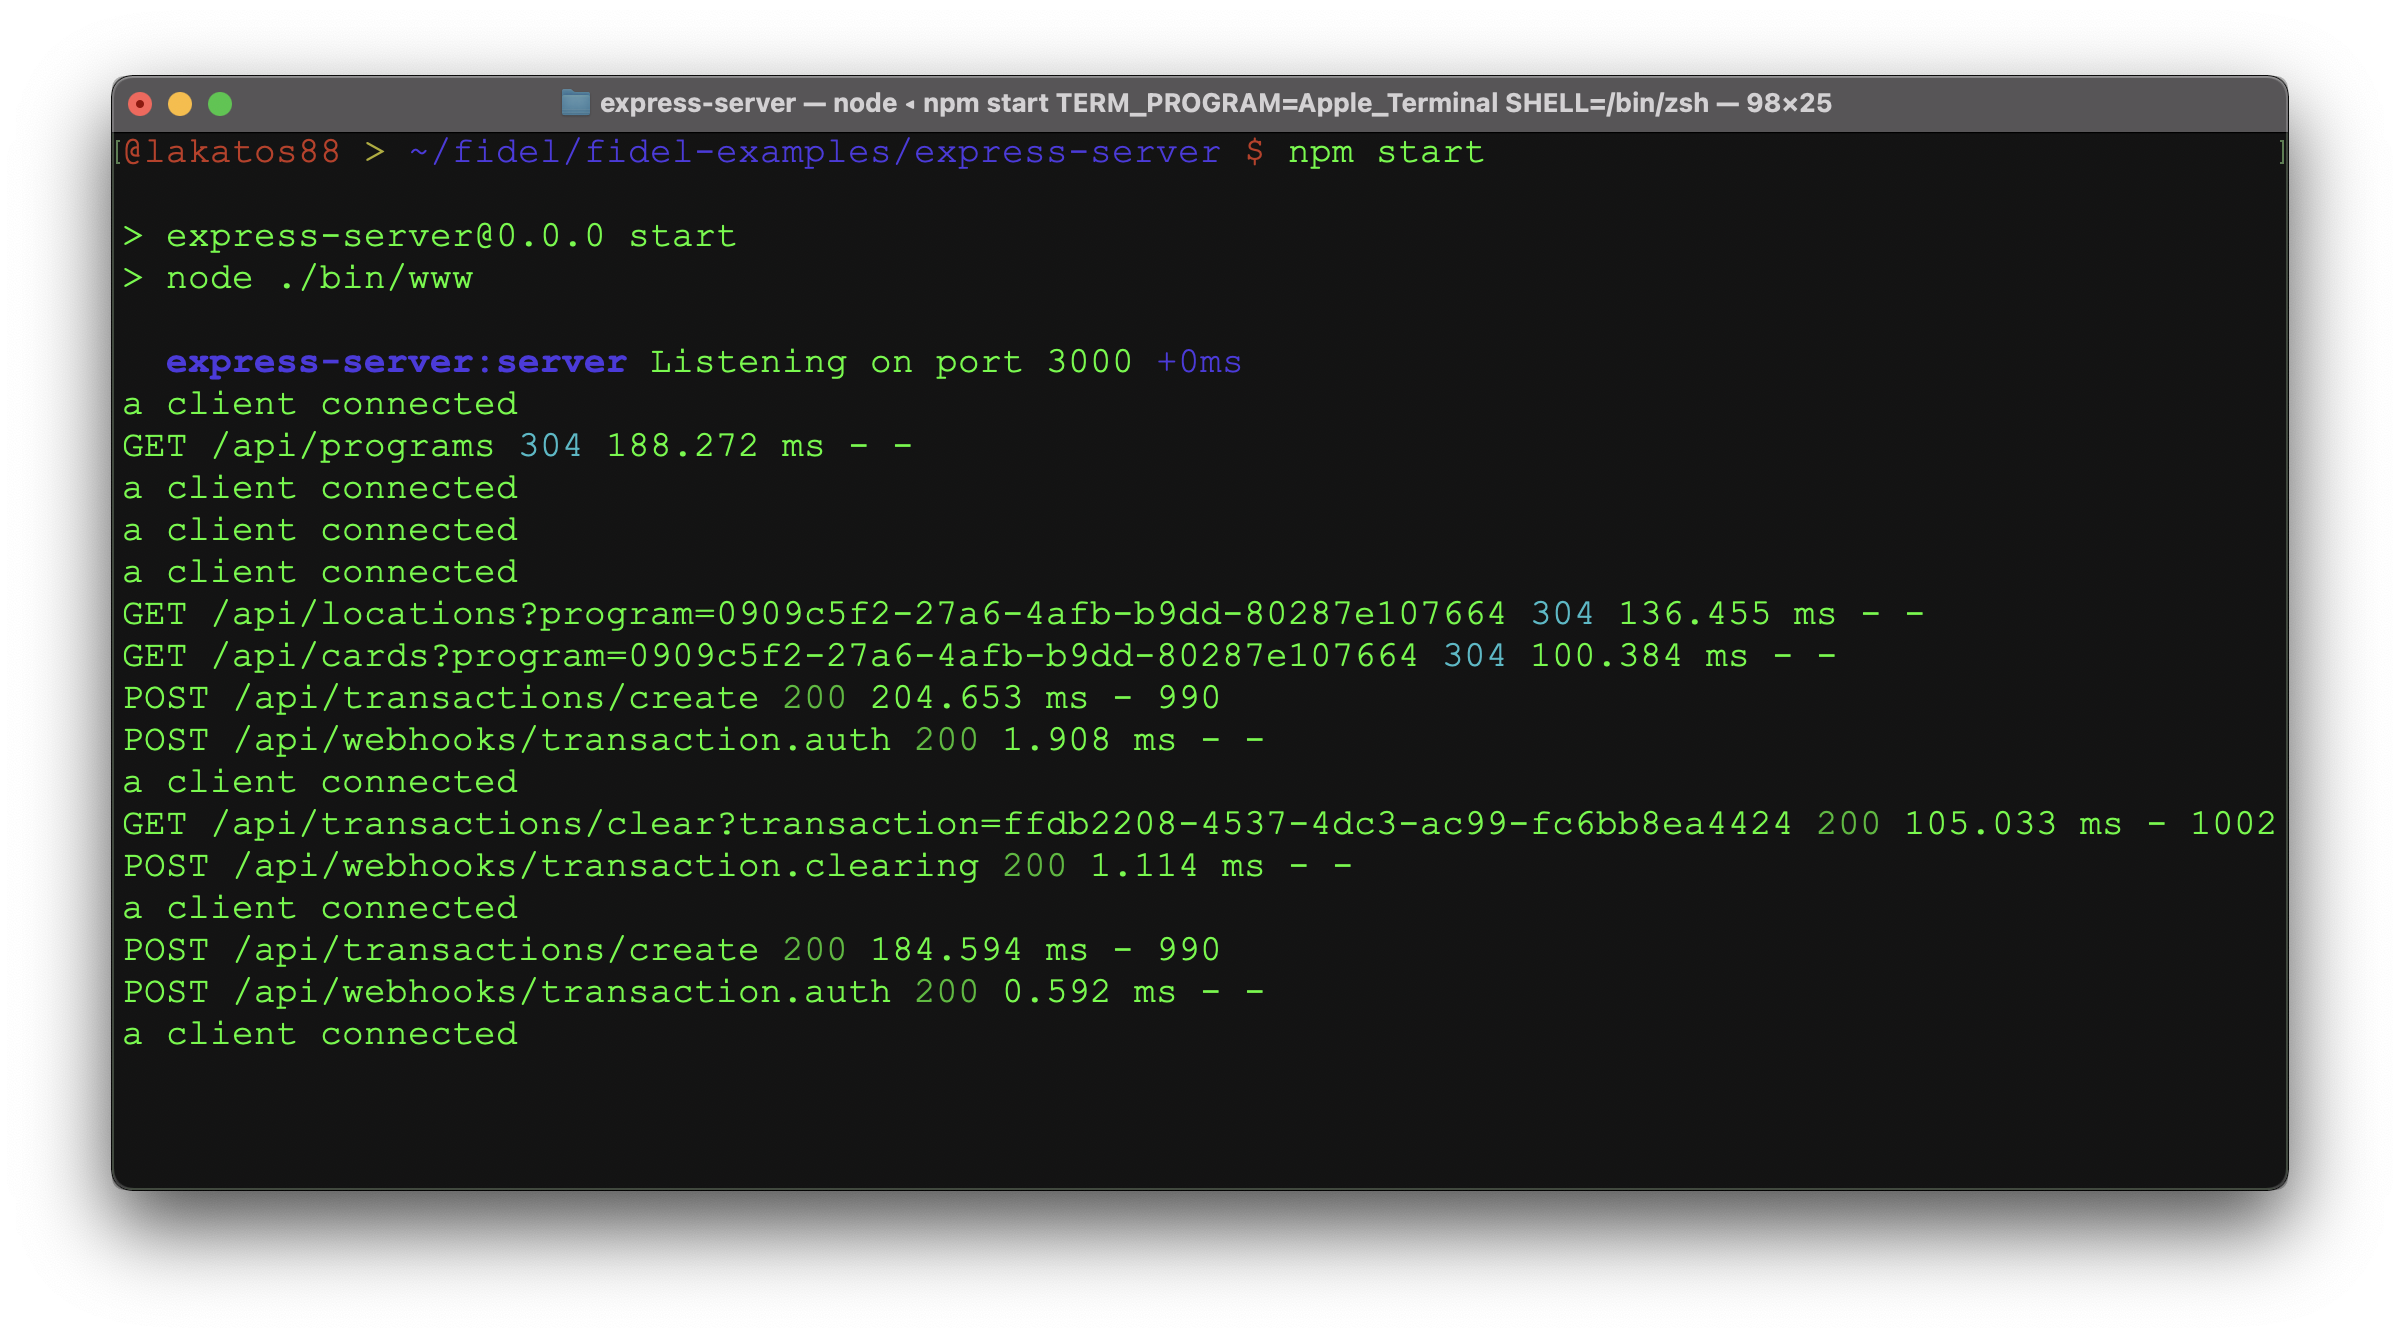 express-server — node ◂ npm start TERM_PROGRAM=Apple_Terminal SHELL=/bin/zsh — 98×25
[@lakatos88 > ~/fidel/fidel-examples/express-server $ npm start ]
> express-server@0.0.0 start
> node ./bin/www
express-server:server Listening on port 3000 +0ms
a client connected
GET /api/programs 304 188.272 ms - -
a client connected
a client connected
a client connected
GET /api/locations?program=0909c5f2-27a6-4afb-b9dd-80287e107664 304 136.455 ms - -
GET /api/cards?program=0909c5f2-27a6-4afb-b9dd-80287e107664 304 100.384 ms - -
POST /api/transactions/create 200 204.653 ms - 990
POST /api/webhooks/transaction.auth 200 1.908 ms - -
a client connected
GET /api/transactions/clear?transaction=ffdb2208-4537-4dc3-ac99-fc6bb8ea4424 200 105.033 ms - 1002
POST /api/webhooks/transaction.clearing 200 1.114 ms - -
a client connected
POST /api/transactions/create 200 184.594 ms - 990
POST /api/webhooks/transaction.auth 200 0.592 ms - -
a client connected